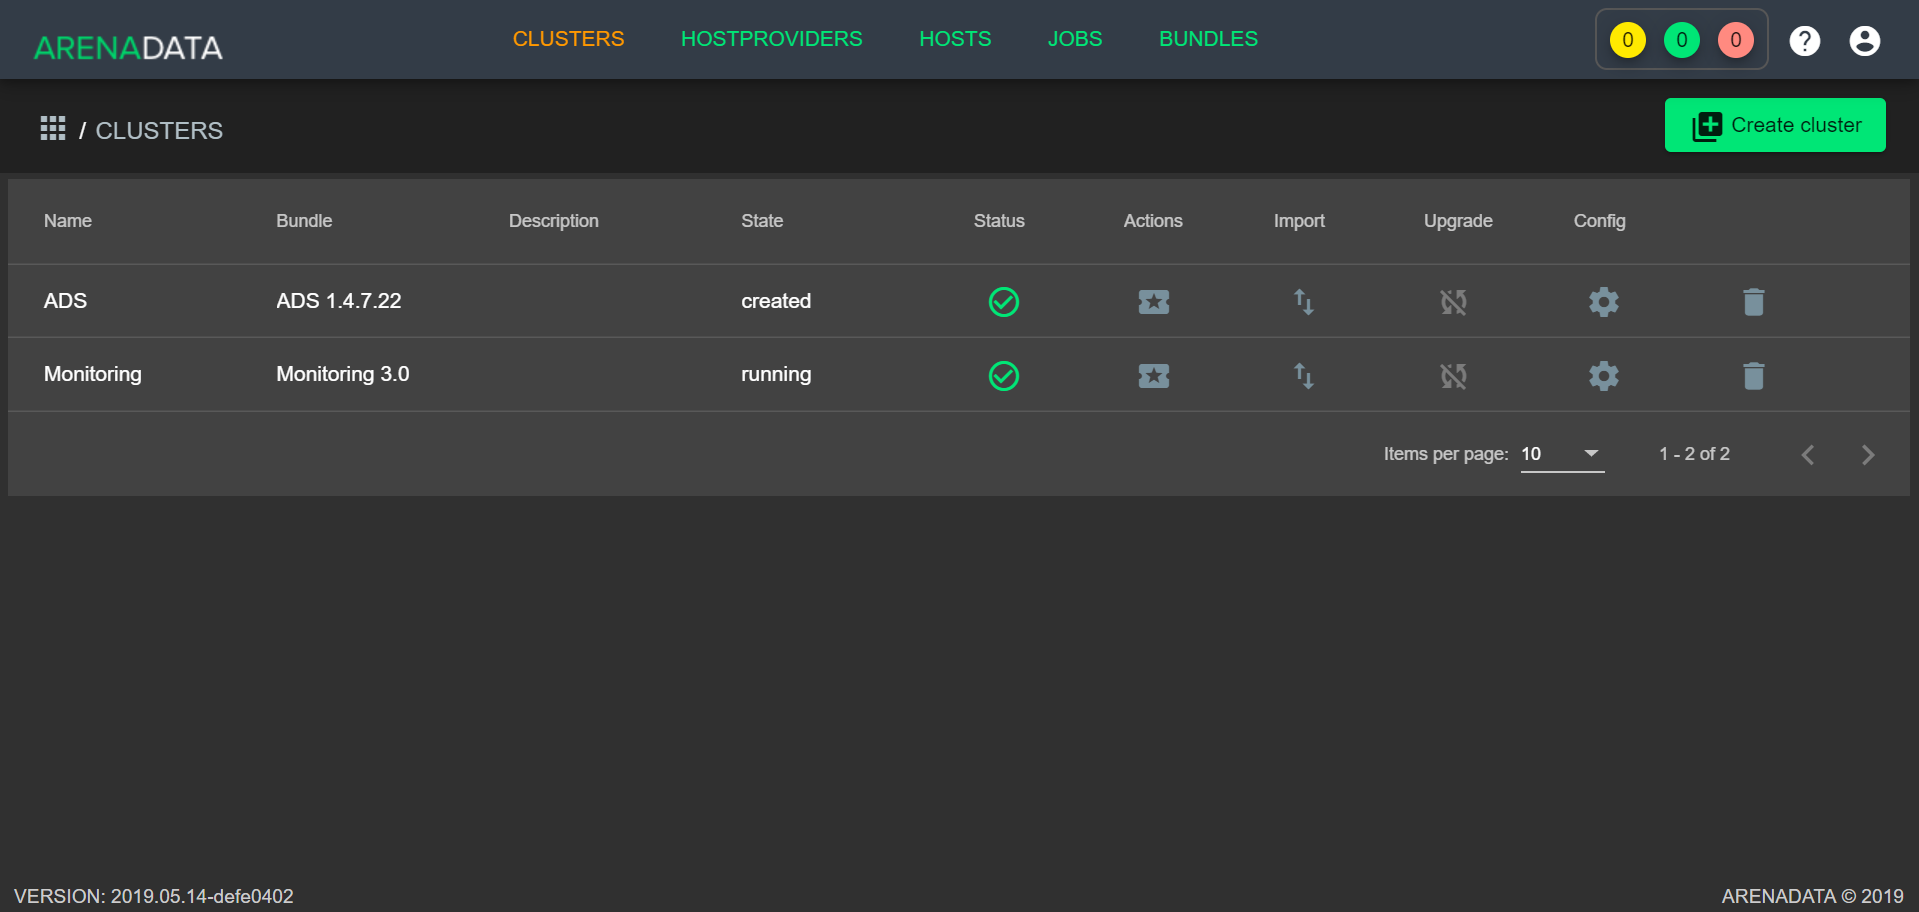 ARENADATA CLUSTERS HOSTPROVIDERS HOSTS JOBS BUNDLES 0 0 0 ?
/ CLUSTERS Create cluster
Name Bundle Description State Status Actions Import Upgrade Config
ADS ADS 1.4.7.22 created
Monitoring Monitoring 3.0 running
Items per page: 10 1 - 2 of 2
VERSION: 2019.05.14-defe0402 ARENADATA © 2019